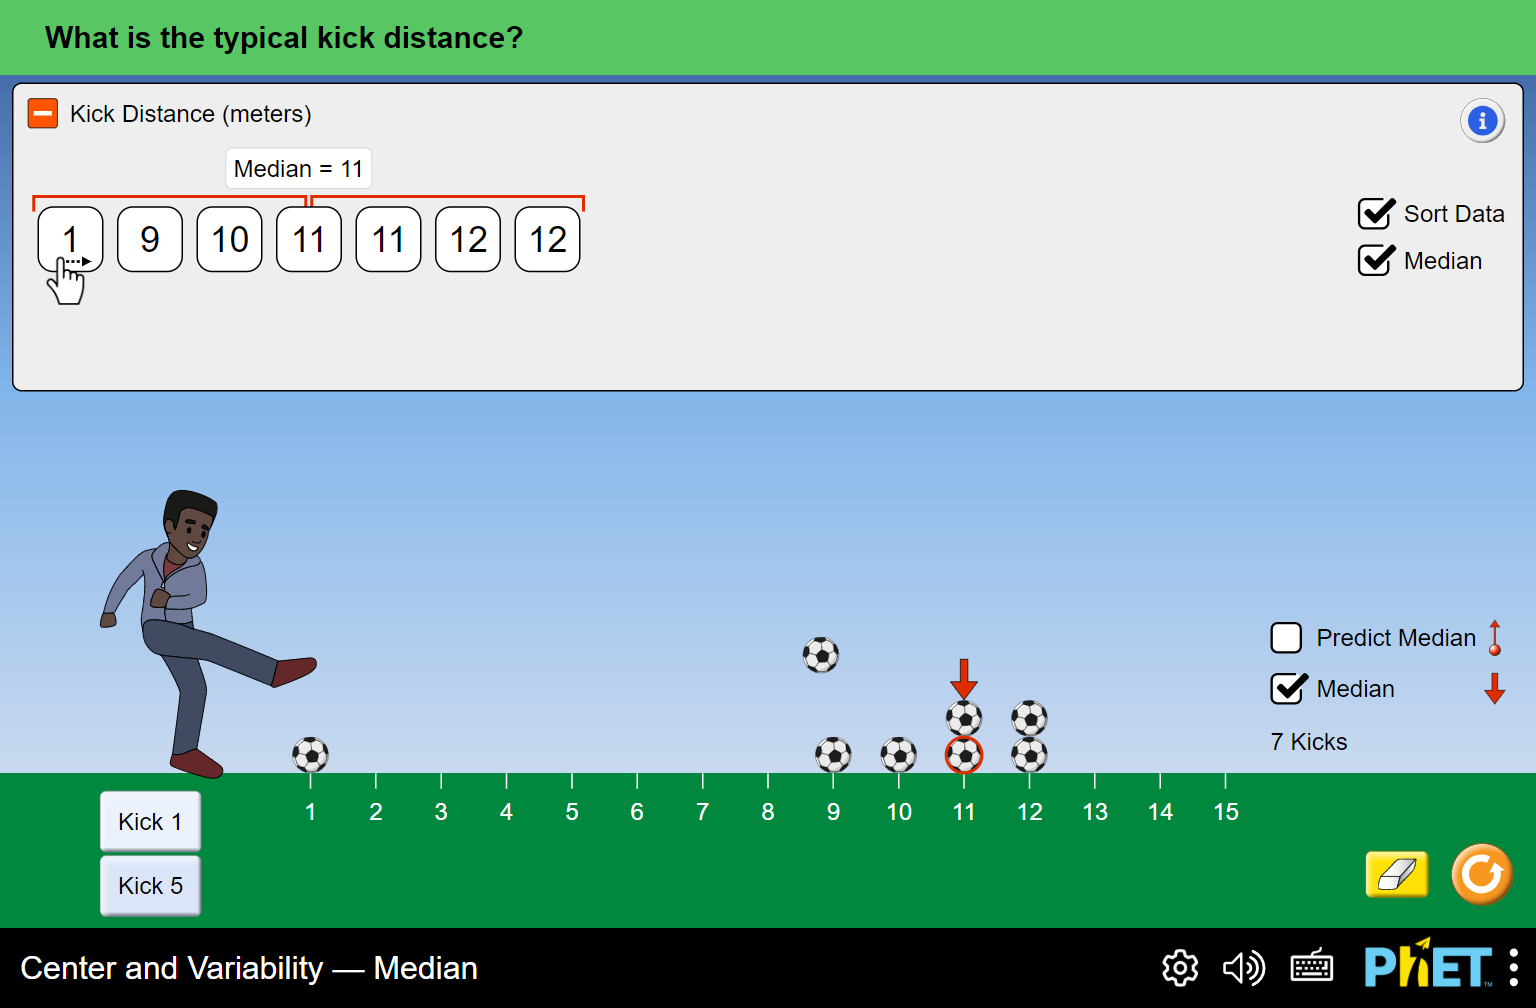 What is the typical kick distance?
Kick Distance (meters)
Median = 11
1 9 10 11 11 12 12
Sort Data
Median
Predict Median
Median
7 Kicks
1 2 3 4 5 6 7 8 9 10 11 12 13 14 15
Kick 1
Kick 5
Center and Variability — Median
PhET™